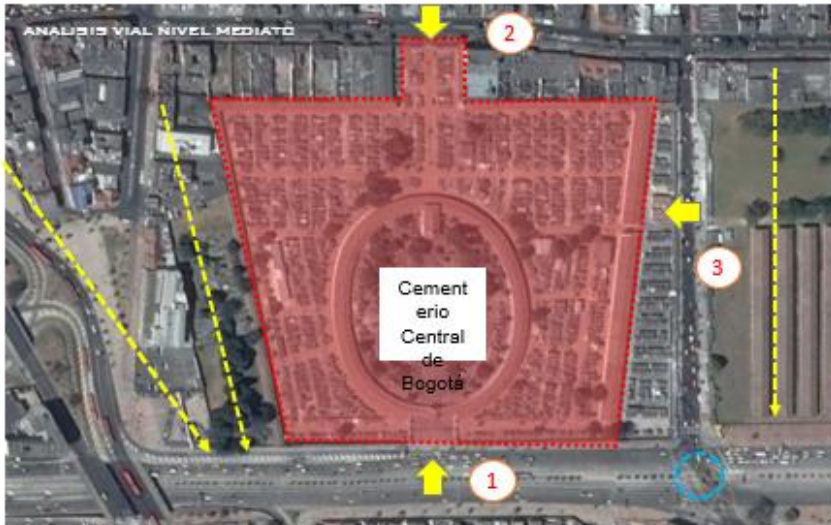 ANALISIS VIAL NIVEL MEDIATO
2
3
Cement
erio
Central
de
Bogotá
1